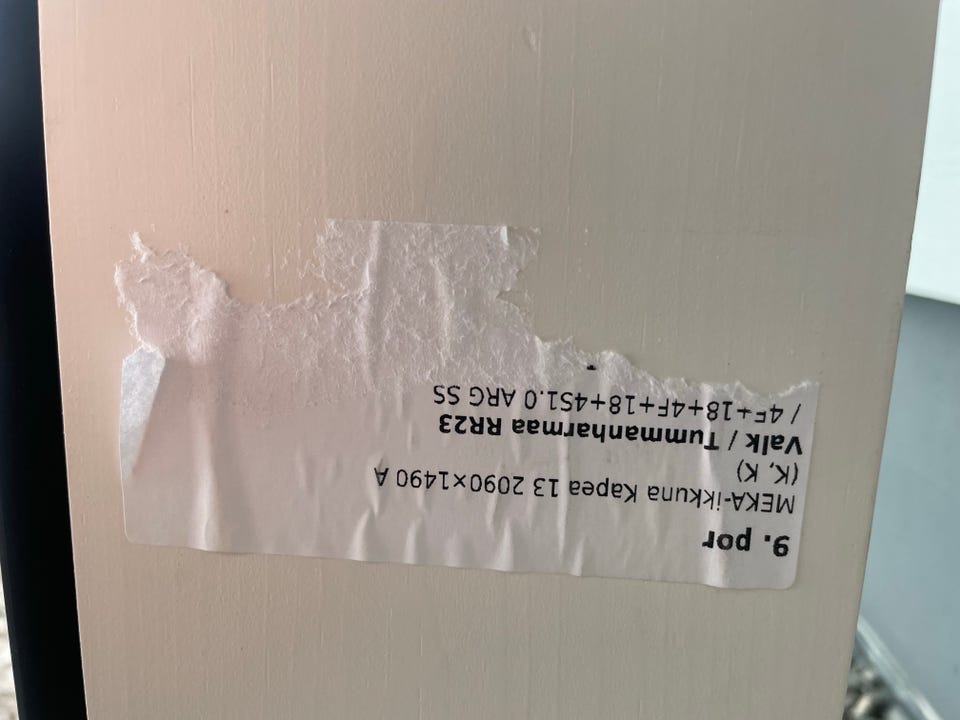 9. por
MEKA-ikkuna Kapea 13 2090×1490 A
(K, K)
Valk / Tummanharmaa RR23
/ 4F+18+4F+18+4S1.0 ARG SS